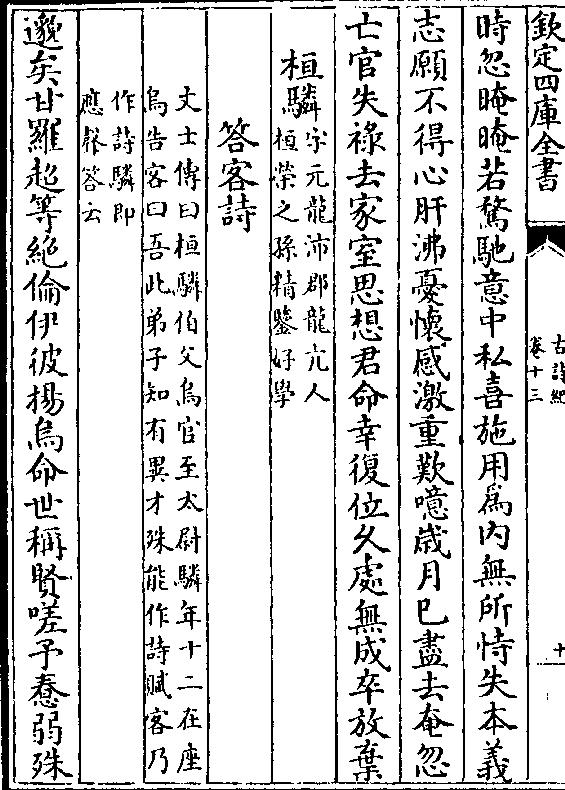 欽定四庫全書
古詩紀
卷十三
十
時忽晻晻若騖馳意中私喜施用為内無所恃失本義
志願不得心肝沸憂懷感激重歎噫歲月已盡去奄忽
亡官失祿去家室思想君命幸復位久處無成卒放棄
桓驎
字元龍沛郡龍亢人
桓榮之孫精鑒好學
答客詩
文士傳曰桓驎伯父烏官至太尉驎年十二在座
烏告客曰吾此弟子知有異才殊能作詩賦客乃
作詩驎即
應聲答云
邈矣甘羅超等絶倫伊彼楊烏命世稱賢嗟予惷弱殊